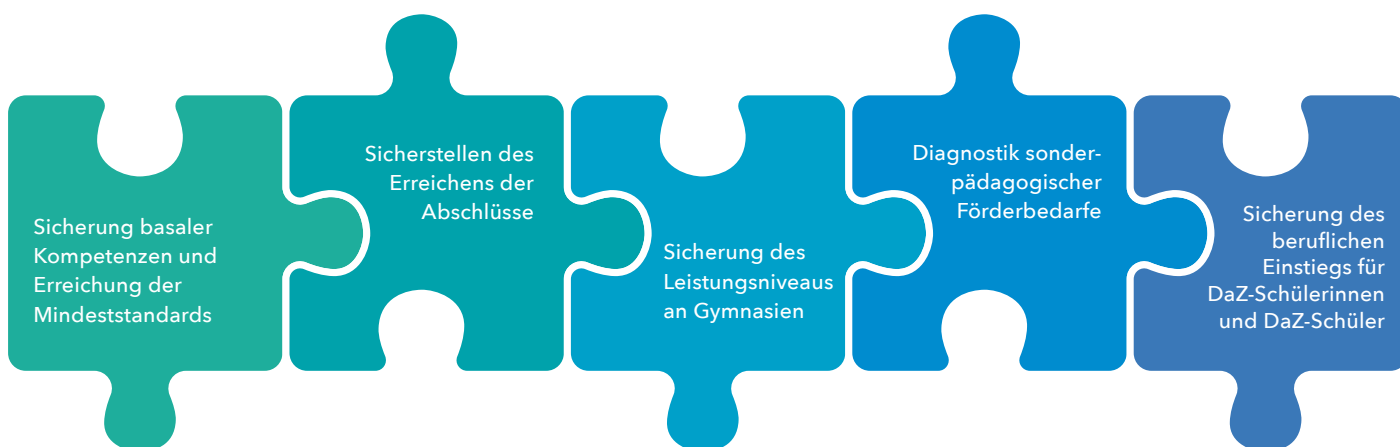 Sicherung basaler
Kompetenzen und
Erreichung der
Mindeststandards
Sicherstellen des
Erreichens der
Abschlüsse
Sicherung des
Leistungsniveaus
an Gymnasien
Diagnostik sonder-
pädagogischer
Förderbedarfe
Sicherung des
beruflichen
Einstiegs für
DaZ-Schülerinnen
und DaZ-Schüler